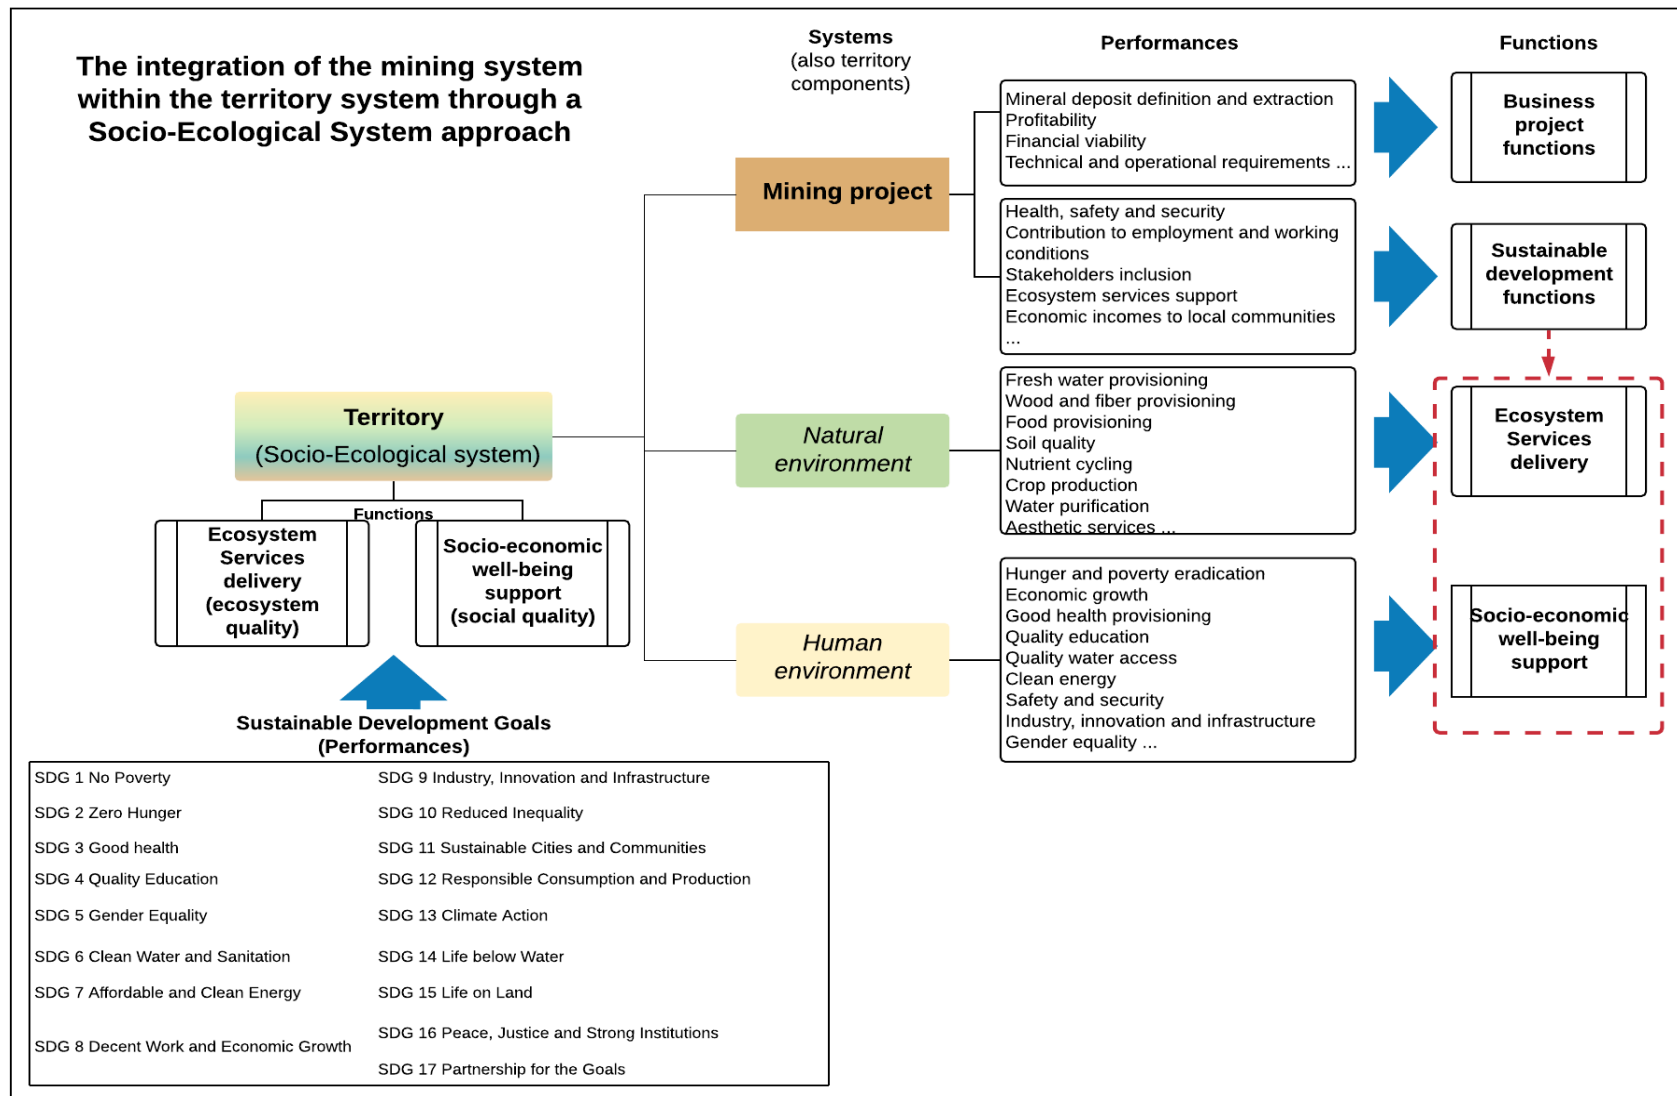 The integration of the mining system
within the territory system through a
Socio-Ecological System approach
Systems
(also territory
components)
Performances
Functions
Mining project
Mineral deposit definition and extraction
Profitability
Financial viability
Technical and operational requirements ...
Business
project
functions
Health, safety and security
Contribution to employment and working
conditions
Stakeholders inclusion
Ecosystem services support
Economic incomes to local communities
...
Sustainable
development
functions
Territory
(Socio-Ecological system)
Functions
Ecosystem
Services
delivery
(ecosystem
quality)
Socio-economic
well-being
support
(social quality)
Natural
environment
Fresh water provisioning
Wood and fiber provisioning
Food provisioning
Soil quality
Nutrient cycling
Crop production
Water purification
Aesthetic services ...
Ecosystem
Services
delivery
Human
environment
Hunger and poverty eradication
Economic growth
Good health provisioning
Quality education
Quality water access
Clean energy
Safety and security
Industry, innovation and infrastructure
Gender equality ...
Socio-economic
well-being
support
Sustainable Development Goals
(Performances)
SDG 1 No Poverty
SDG 2 Zero Hunger
SDG 3 Good health
SDG 4 Quality Education
SDG 5 Gender Equality
SDG 6 Clean Water and Sanitation
SDG 7 Affordable and Clean Energy
SDG 8 Decent Work and Economic Growth
SDG 9 Industry, Innovation and Infrastructure
SDG 10 Reduced Inequality
SDG 11 Sustainable Cities and Communities
SDG 12 Responsible Consumption and Production
SDG 13 Climate Action
SDG 14 Life below Water
SDG 15 Life on Land
SDG 16 Peace, Justice and Strong Institutions
SDG 17 Partnership for the Goals